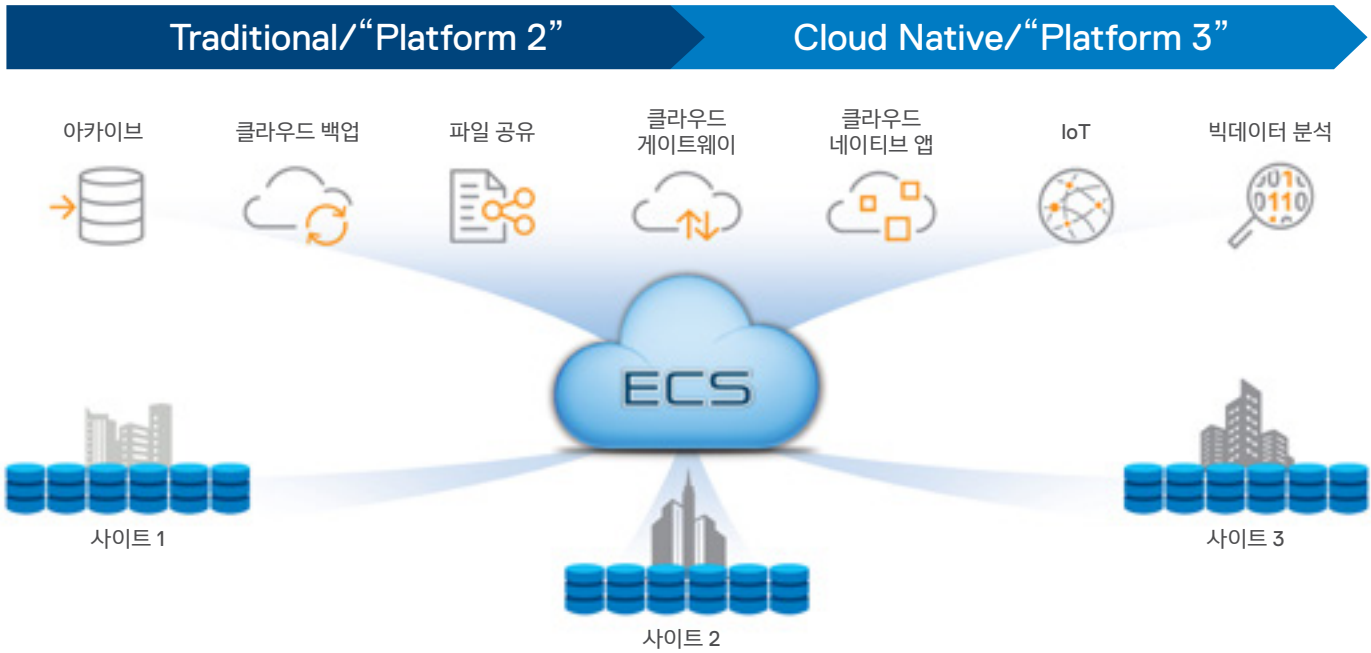 Traditional/“Platform 2”
Cloud Native/“Platform 3”
아카이브
클라우드 백업
파일 공유
클라우드
게이트웨이
클라우드
네이티브 앱
IoT
빅데이터 분석
ECS
사이트 1
사이트 2
사이트 3